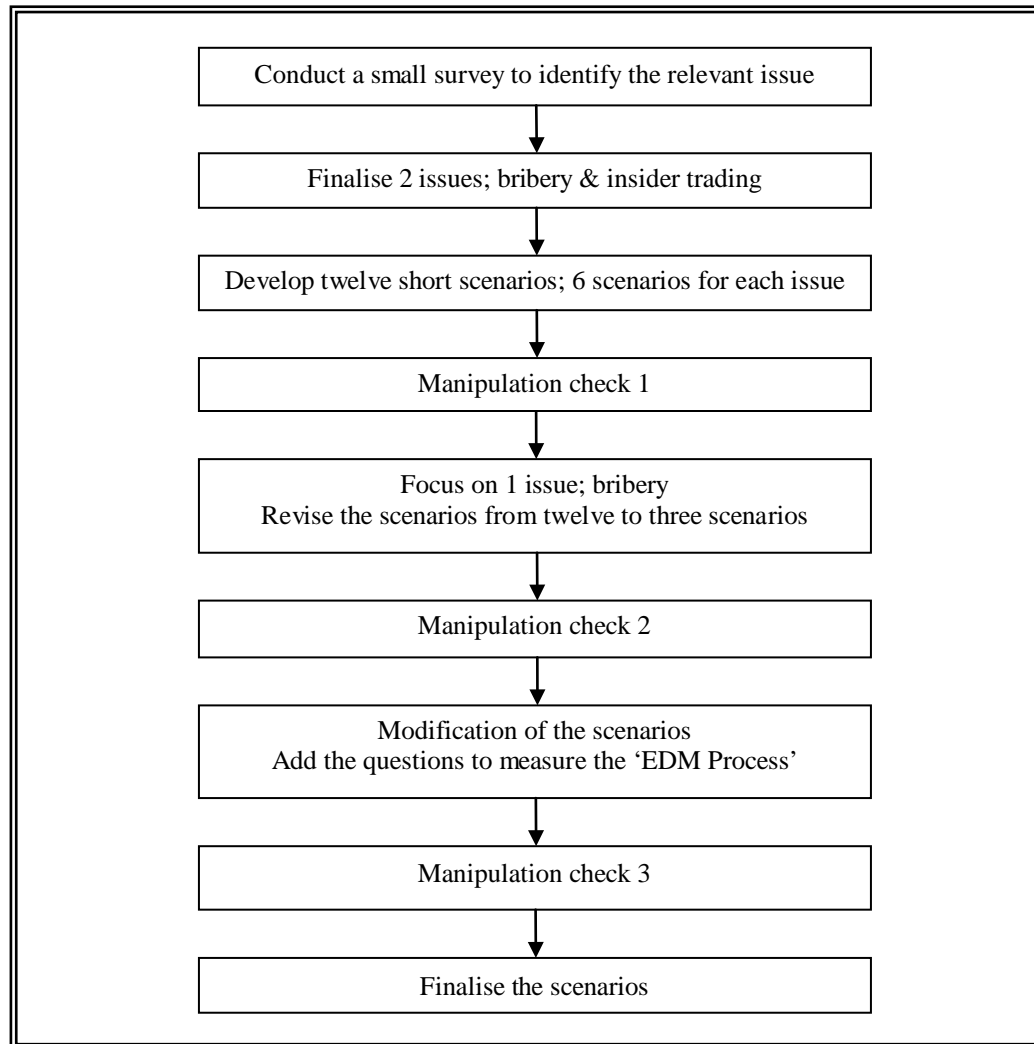 Conduct a small survey to identify the relevant issue
Finalise 2 issues; bribery & insider trading
Develop twelve short scenarios; 6 scenarios for each issue
Manipulation check 1
Focus on 1 issue; bribery
Revise the scenarios from twelve to three scenarios
Manipulation check 2
Modification of the scenarios
Add the questions to measure the ‘EDM Process’
Manipulation check 3
Finalise the scenarios